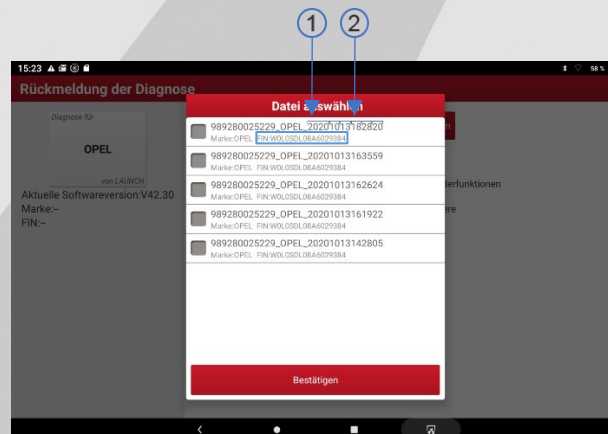 1 2
15:23 58 %
Rückmeldung der Diagnose
Datei auswählen
Diagnose für
OPEL
von LAUNCH
Aktuelle Softwareversion:V42.30
Marke:--
FIN:--
989280025229_OPEL_20201013182820
Marke:OPEL FIN:W0L0SDL08A6029384
989280025229_OPEL_20201013163559
Marke:OPEL FIN:W0L0SDL08A6029384
989280025229_OPEL_20201013162624
Marke:OPEL FIN:W0L0SDL08A6029384
989280025229_OPEL_20201013161922
Marke:OPEL FIN:W0L0SDL08A6029384
989280025229_OPEL_20201013142805
Marke:OPEL FIN:W0L0SDL08A6029384
Bestätigen